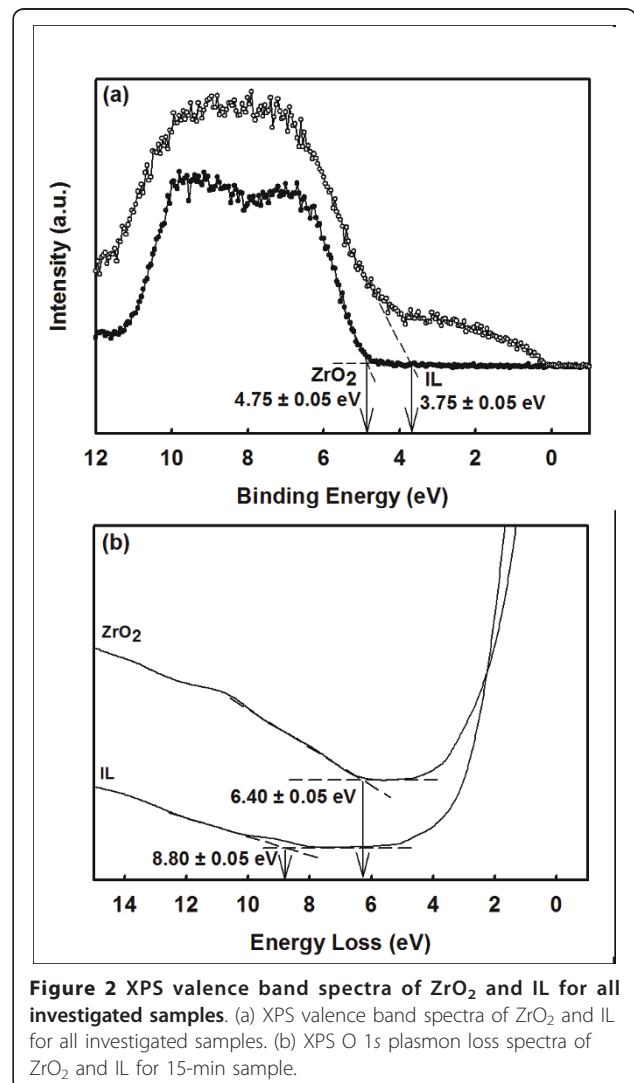 (a)
Intensity (a.u.)
ZrO₂
IL
4.75 ± 0.05 eV
3.75 ± 0.05 eV
12 10 8 6 4 2 0
Binding Energy (eV)
(b)
ZrO₂
IL
6.40 ± 0.05 eV
8.80 ± 0.05 eV
14 12 10 8 6 4 2 0
Energy Loss (eV)
Figure 2 XPS valence band spectra of ZrO₂ and IL for all
investigated samples. (a) XPS valence band spectra of ZrO₂ and IL
for all investigated samples. (b) XPS O 1s plasmon loss spectra of
ZrO₂ and IL for 15-min sample.